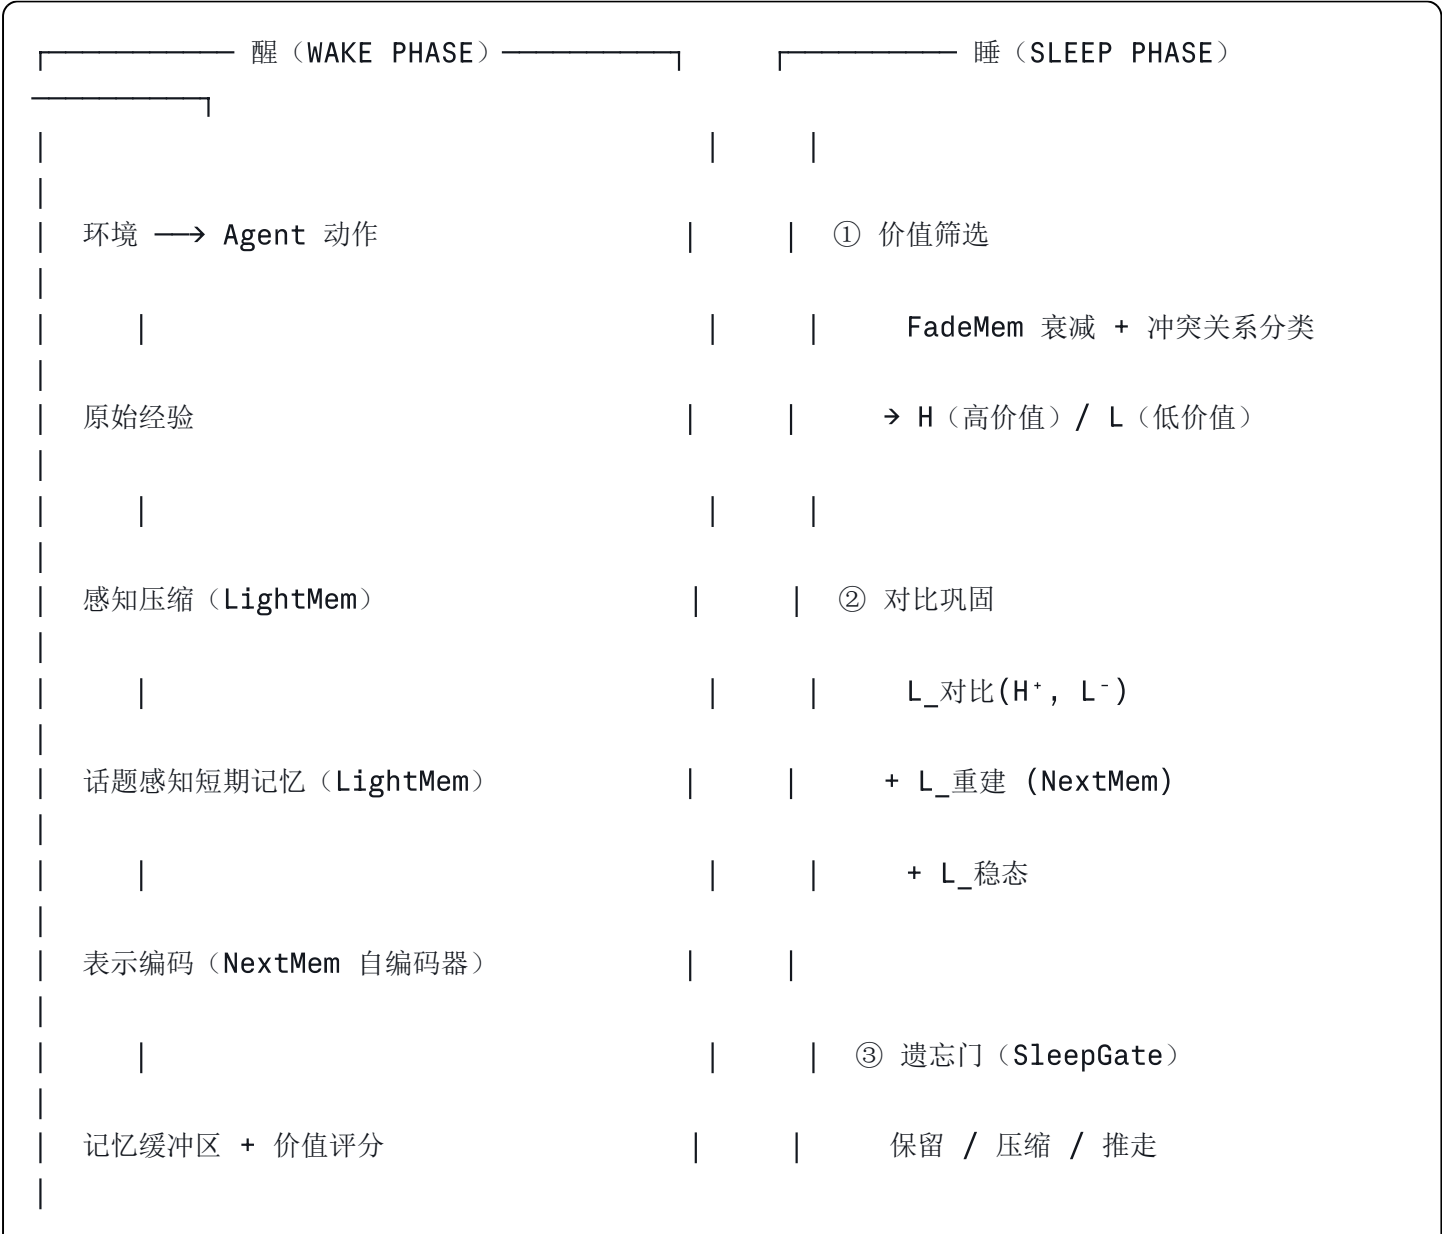 ┌─────────── 醒（WAKE PHASE）──────────┐     ┌────────── 睡（SLEEP PHASE）
──────────┐
│                                      │     │
│
│  环境 ──→ Agent 动作                 │     │  ① 价值筛选
│
│     │                                │     │     FadeMem 衰减 + 冲突关系分类
│
│  原始经验                            │     │     → H（高价值）/ L（低价值）
│
│     │                                │     │
│
│  感知压缩（LightMem）                │     │  ② 对比巩固
│
│     │                                │     │     L_对比(H⁺, L⁻)
│
│  话题感知短期记忆（LightMem）        │     │     + L_重建 (NextMem)
│
│     │                                │     │     + L_稳态
│
│  表示编码（NextMem 自编码器）        │     │
│
│     │                                │     │  ③ 遗忘门（SleepGate）
│
│  记忆缓冲区 + 价值评分               │     │     保留 / 压缩 / 推走
│